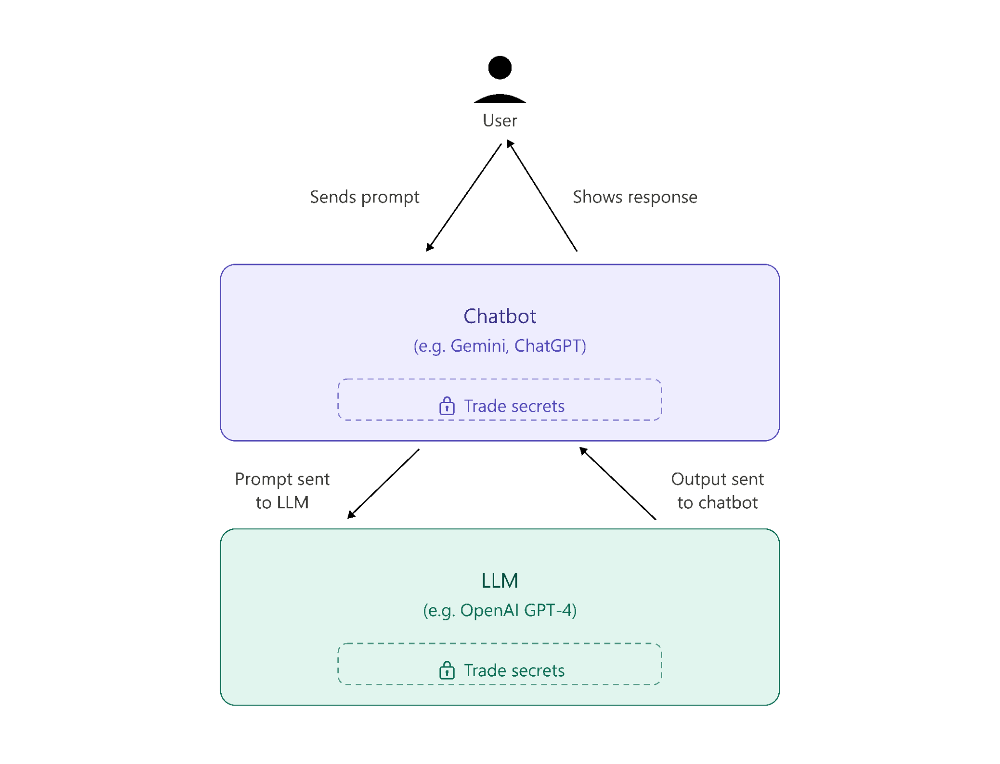 User
Sends prompt
Shows response
Chatbot
(e.g. Gemini, ChatGPT)
Trade secrets
Prompt sent
to LLM
Output sent
to chatbot
LLM
(e.g. OpenAI GPT-4)
Trade secrets